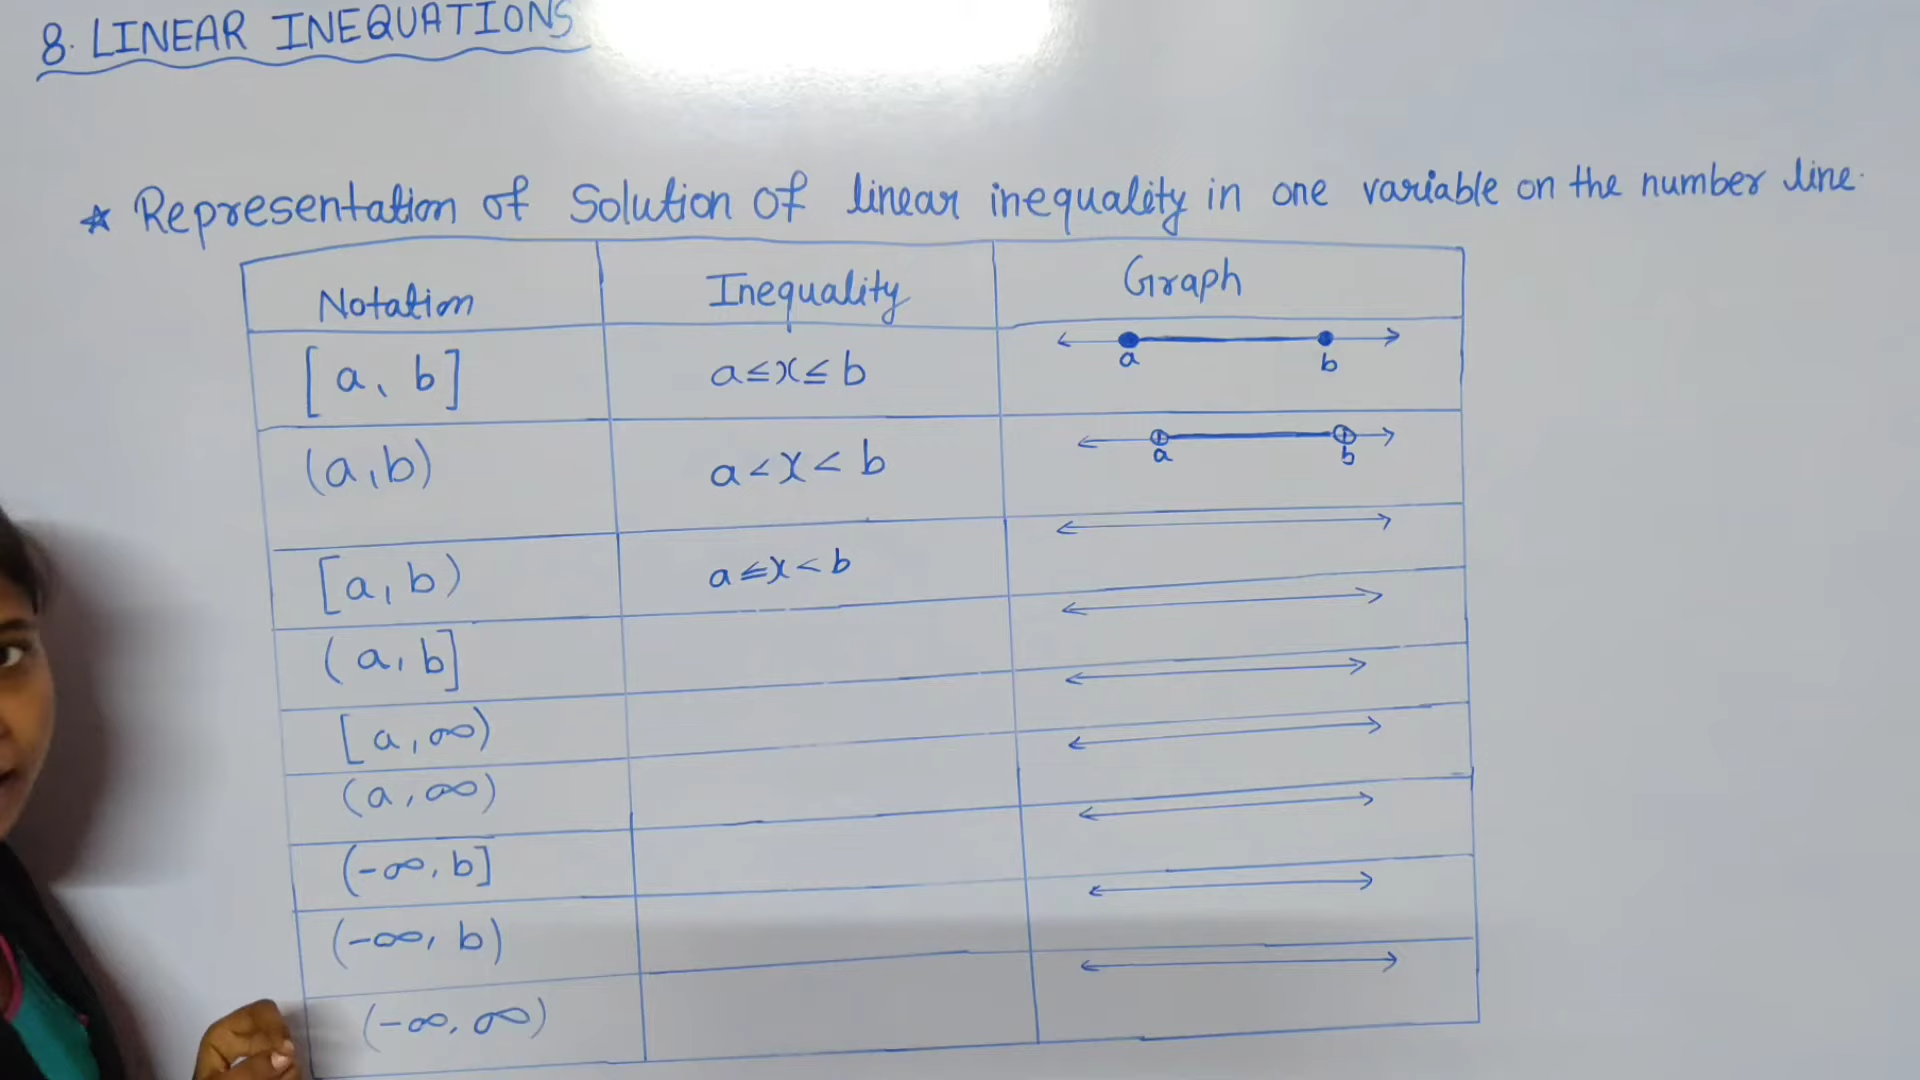 8. LINEAR INEQUATIONS
* Representation of Solution of linear inequality in one variable on the number line.
Notation Inequality Graph
[a, b] a≤x≤b a b
(a,b) a<x<b a b
[a,b) a≤x<b
(a,b]
[a,∞)
(a,∞)
(-∞,b]
(-∞,b)
(-∞,∞)